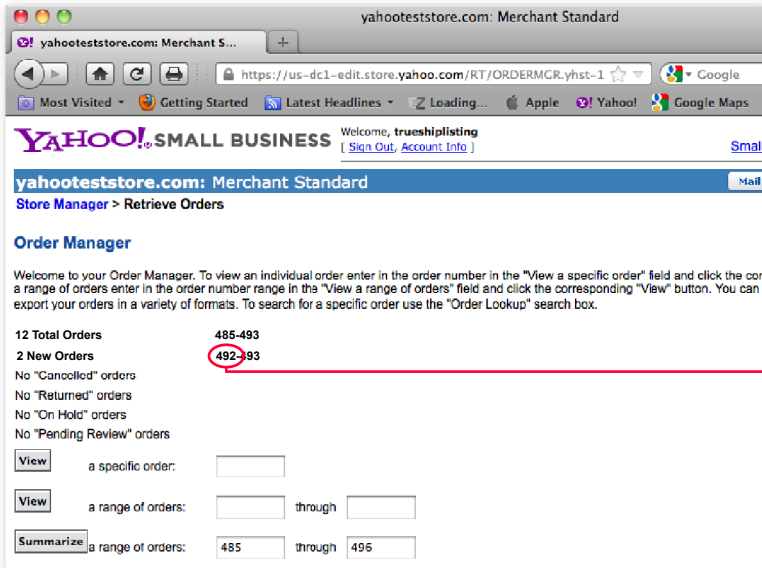 yahooteststore.com: Merchant Standard
yahooteststore.com: Merchant S...
https://us-dc1-edit.store.yahoo.com/RT/ORDERMGR.yhst-1
Google
Most Visited Getting Started Latest Headlines Loading... Apple Yahoo! Google Maps
YAHOO! SMALL BUSINESS
Welcome, trueshiplisting
[ Sign Out, Account Info ]
Smal
yahooteststore.com: Merchant Standard
Mail
Store Manager > Retrieve Orders
Order Manager
Welcome to your Order Manager. To view an individual order enter in the order number in the "View a specific order" field and click the cor
a range of orders enter in the order number range in the "View a range of orders" field and click the corresponding "View" button. You can
export your orders in a variety of formats. To search for a specific order use the "Order Lookup" search box.
12 Total Orders 485-493
2 New Orders 492-493
No "Cancelled" orders
No "Returned" orders
No "On Hold" orders
No "Pending Review" orders
View a specific order:
View a range of orders: through
Summarize a range of orders: 485 through 496